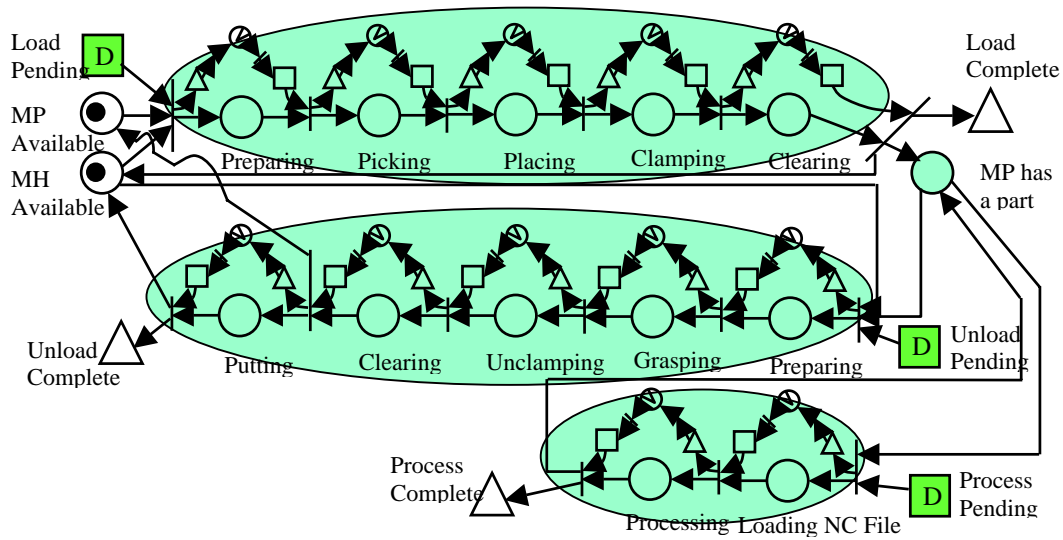 Load
Pending
D
MP
Available
MH
Available
Preparing
Picking
Placing
Clamping
Clearing
Load
Complete
MP has
a part
Putting
Clearing
Unclamping
Grasping
Preparing
Unload
Complete
D
Unload
Pending
Process
Complete
Processing
Loading NC File
D
Process
Pending